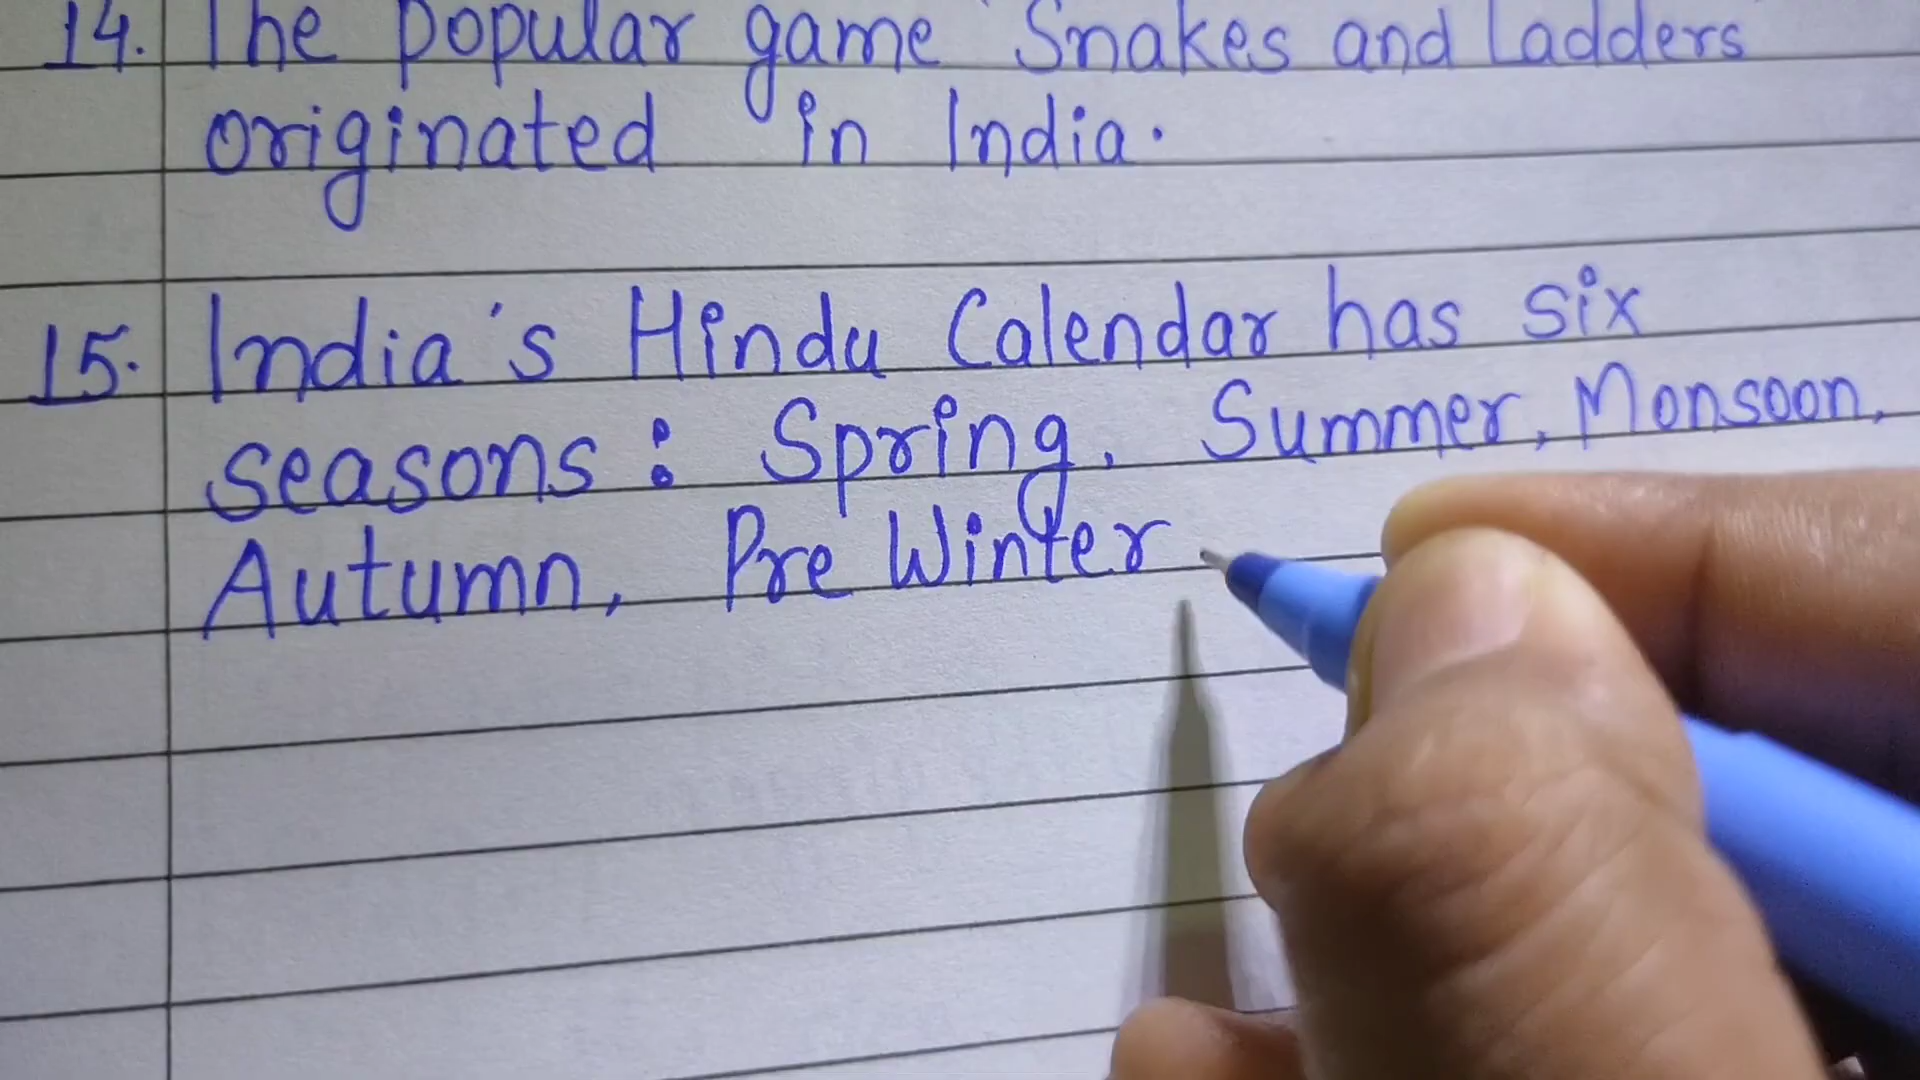 14. The popular game "Snakes and Ladders"
originated in India.
15. India's Hindu Calendar has six
seasons: Spring, Summer, Monsoon,
Autumn, Pre Winter